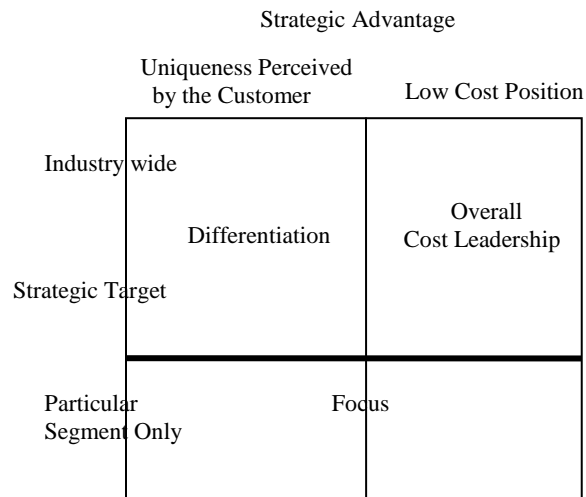 Strategic Advantage
Uniqueness Perceived
by the Customer
Low Cost Position
Industry wide
Differentiation
Overall
Cost Leadership
Strategic Target
Particular
Segment Only
Focus